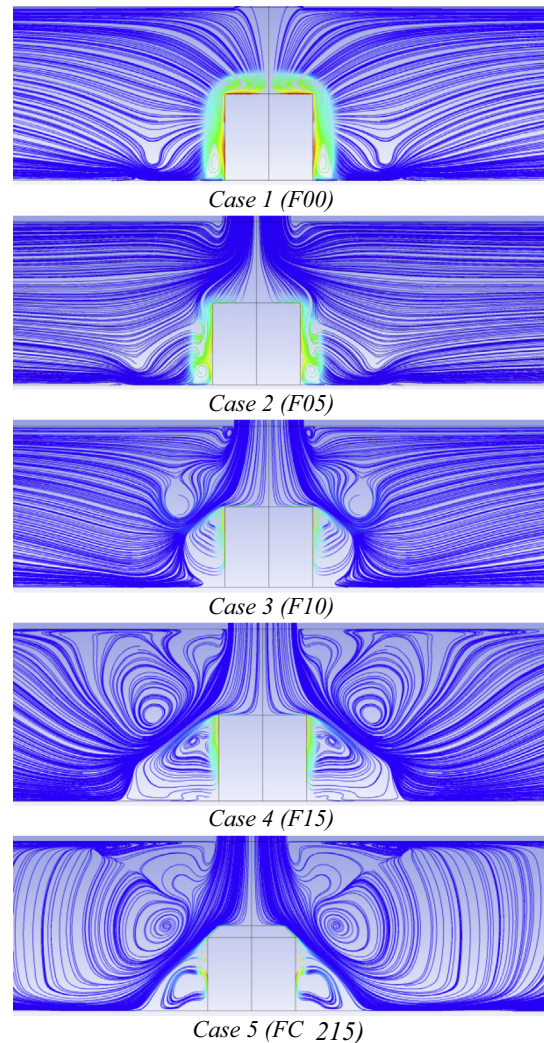 Case 1 (F00)
Case 2 (F05)
Case 3 (F10)
Case 4 (F15)
Case 5 (FC 215)